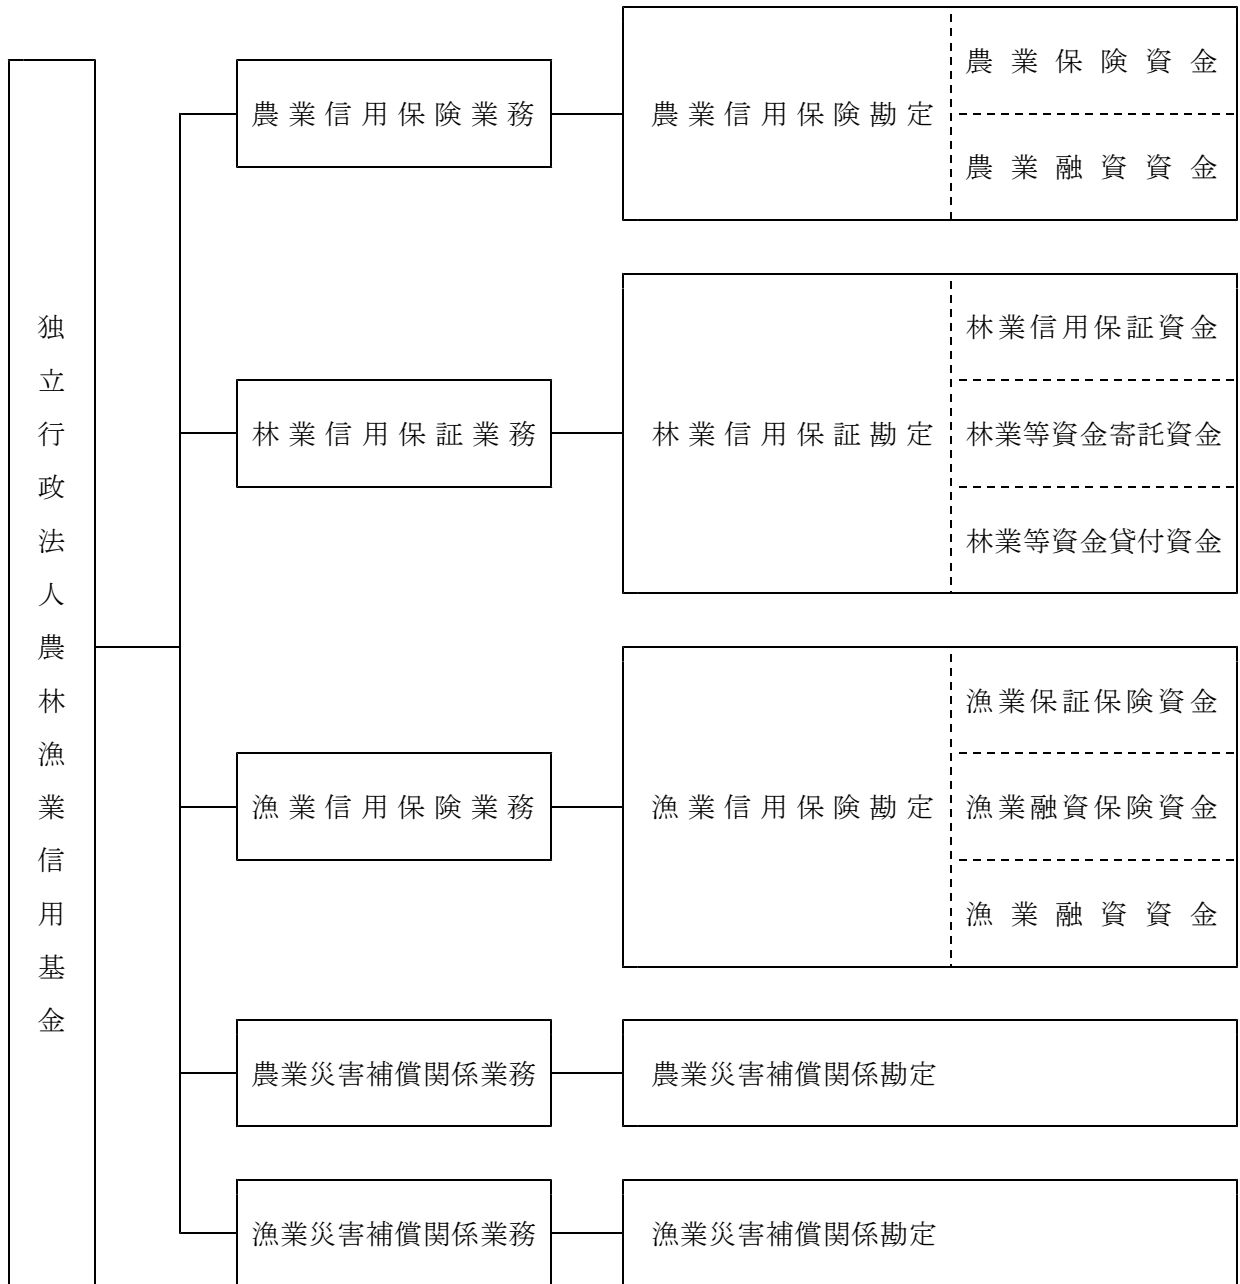 独立行政法人農林漁業信用基金
農業信用保険業務
農業信用保険勘定
農業保険資金
農業融資資金
林業信用保証業務
林業信用保証勘定
林業信用保証資金
林業等資金寄託資金
林業等資金貸付資金
漁業信用保険業務
漁業信用保険勘定
漁業保証保険資金
漁業融資保険資金
漁業融資資金
農業災害補償関係業務
農業災害補償関係勘定
漁業災害補償関係業務
漁業災害補償関係勘定